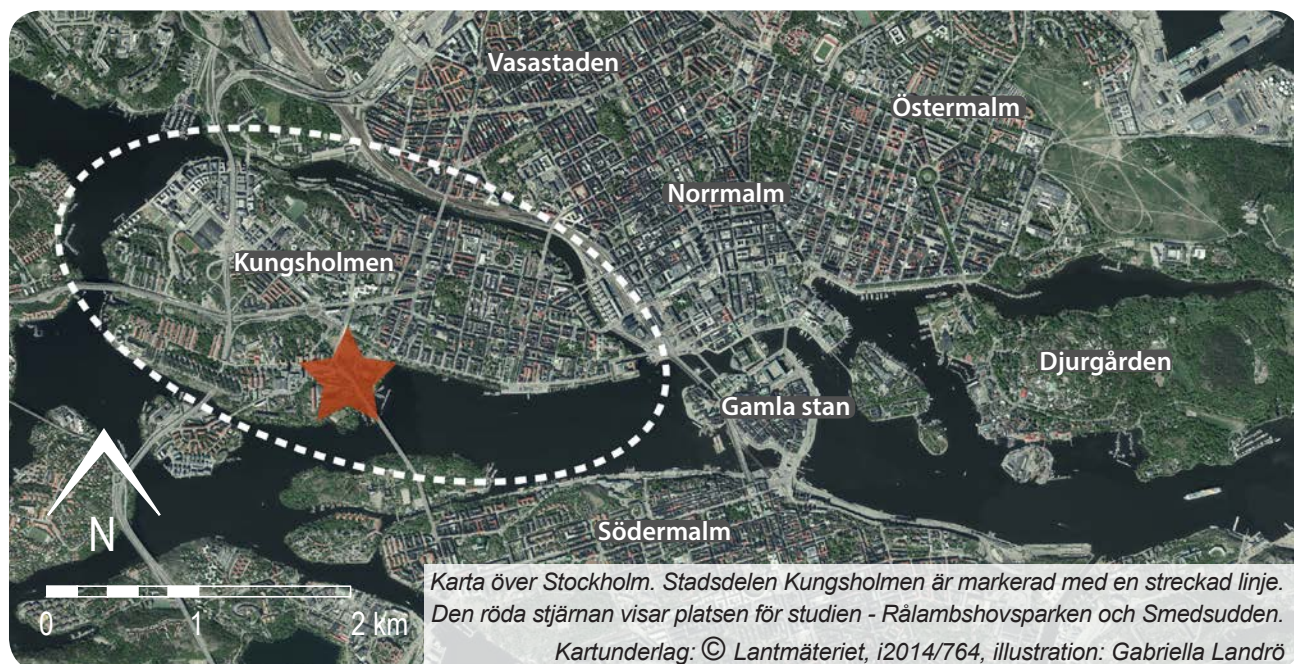 Vasastaden
Östermalm
Norrmalm
Kungsholmen
Djurgården
Gamla stan
Södermalm
N
0 1 2 km
Karta över Stockholm. Stadsdelen Kungsholmen är markerad med en streckad linje.
Den röda stjärnan visar platsen för studien - Rålambshovsparken och Smedsudden.
Kartunderlag: © Lantmäteriet, i2014/764, illustration: Gabriella Landrö